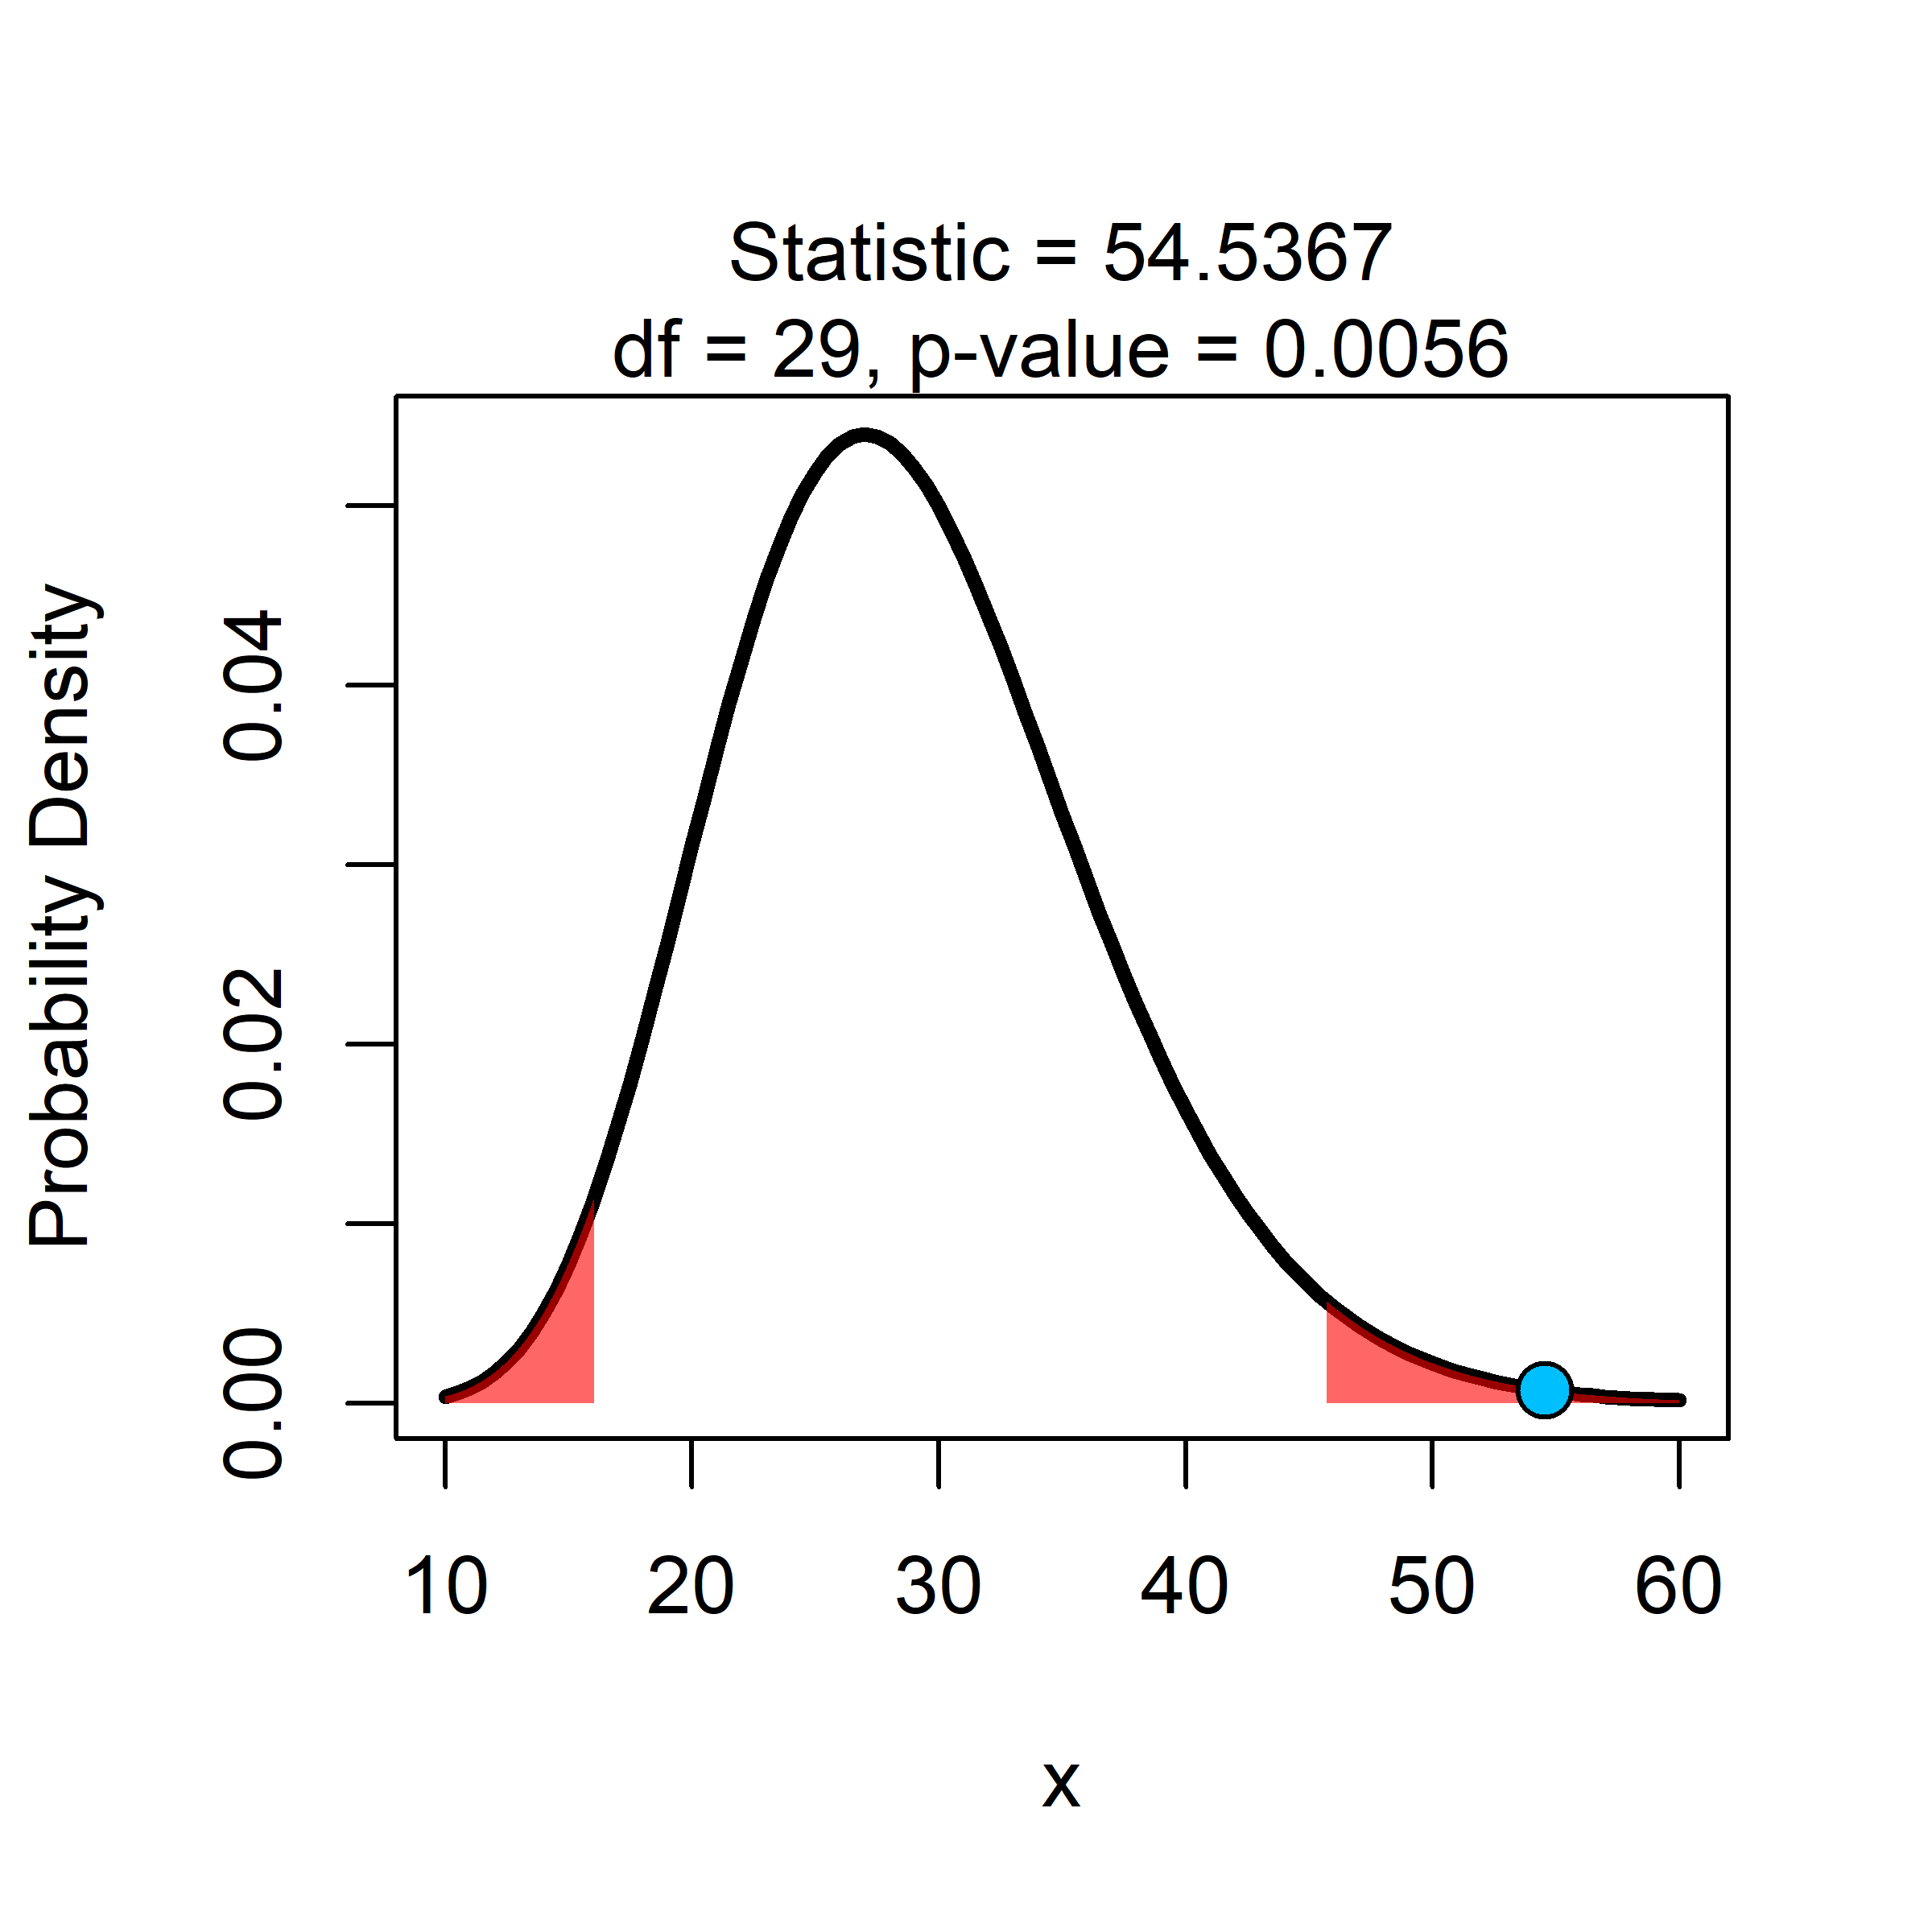 Statistic = 54.5367
df = 29, p-value = 0.0056
Probability Density
0.04
0.02
0.00
10 20 30 40 50 60
x